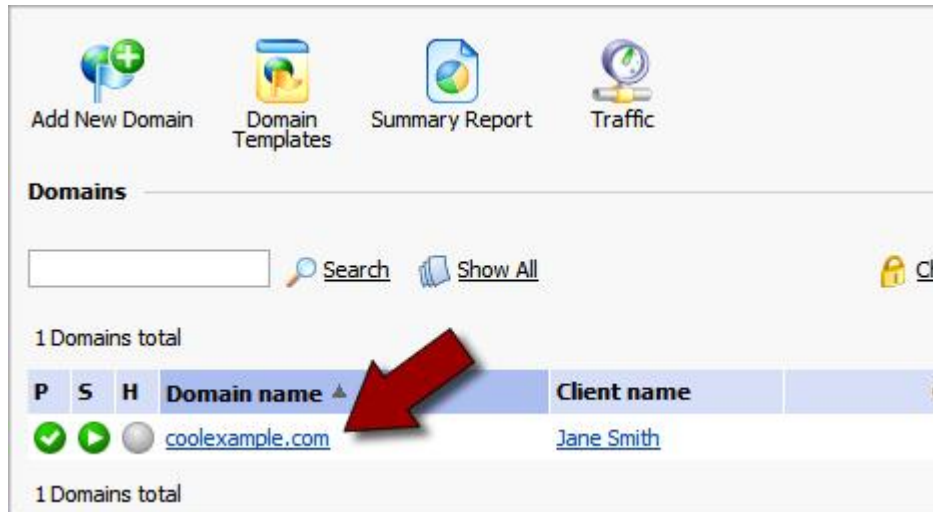 Add New Domain
Domain Templates
Summary Report
Traffic
Domains
Search
Show All
1 Domains total
P S H Domain name Client name
coolexample.com Jane Smith
1 Domains total